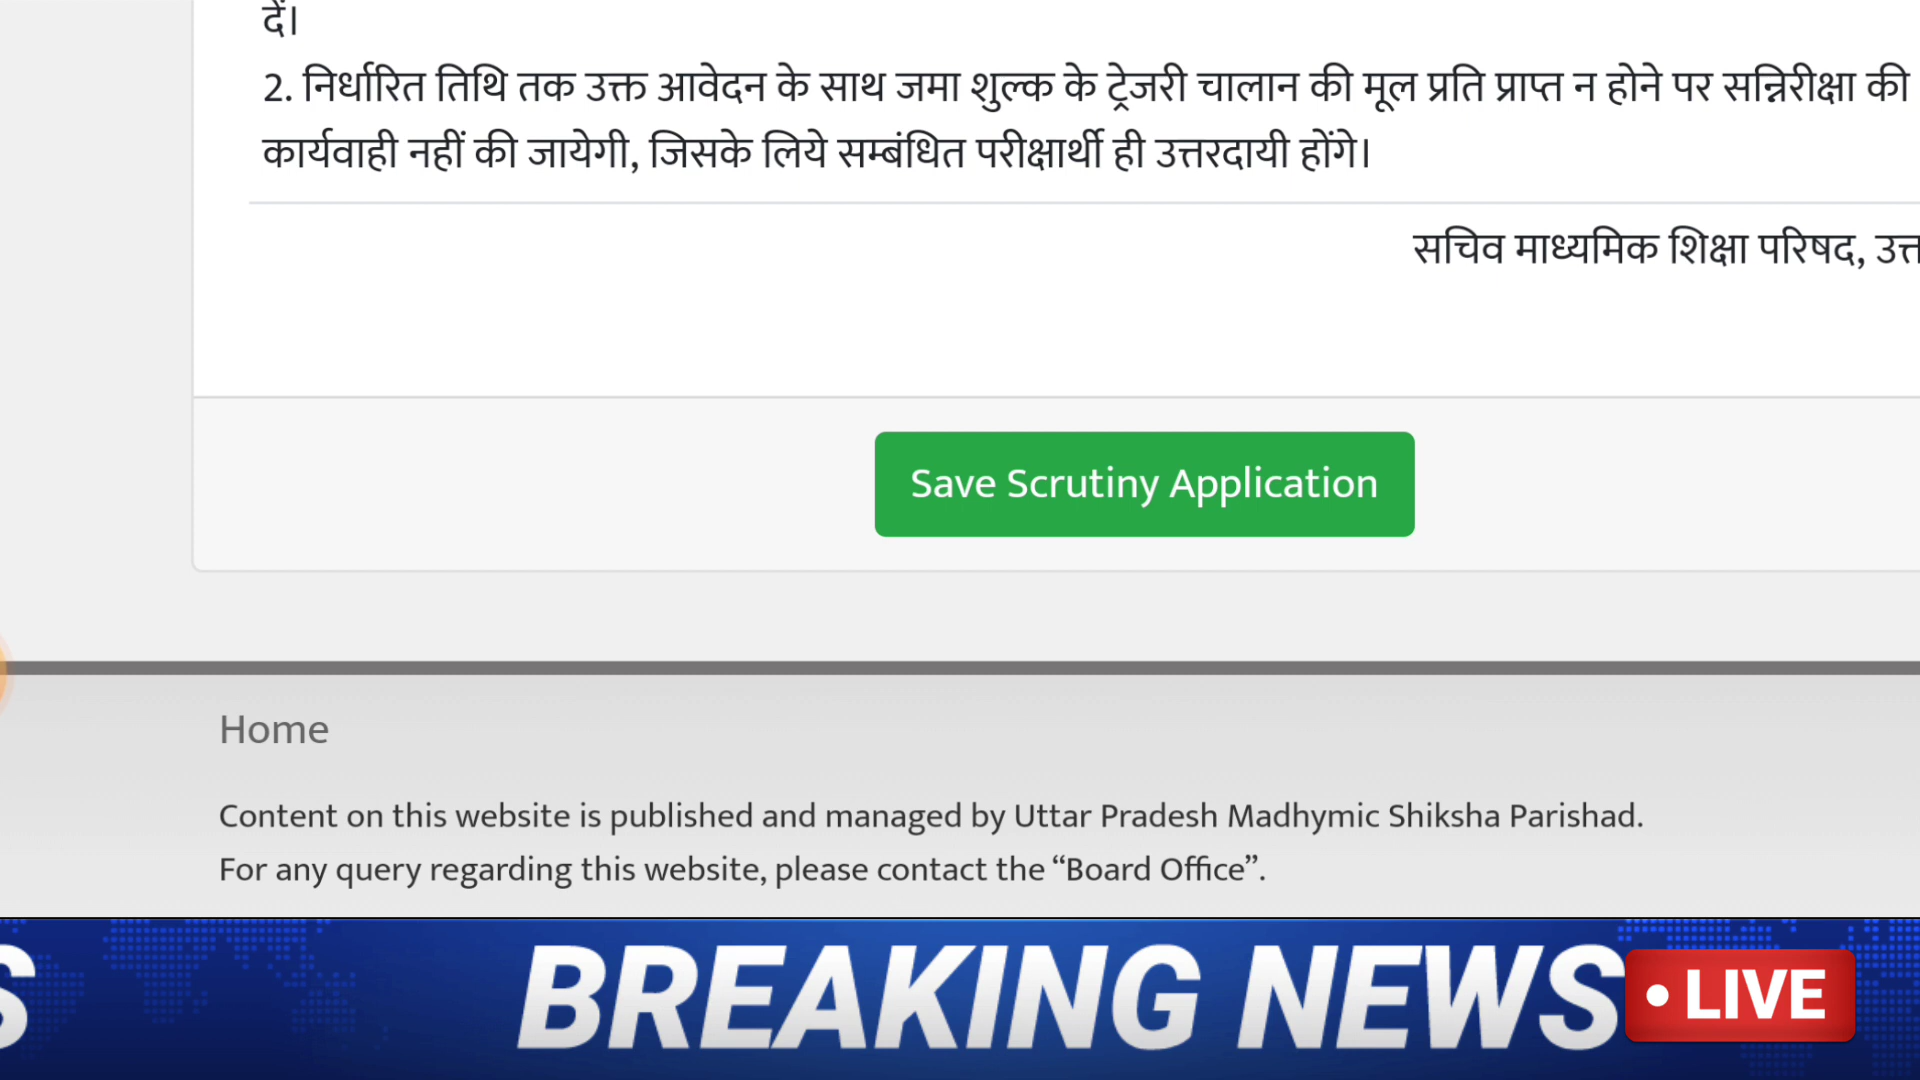 दें।
2. निर्धारित तिथि तक उक्त आवेदन के साथ जमा शुल्क के ट्रेजरी चालान की मूल प्रति प्राप्त न होने पर सन्निरीक्षा की
कार्यवाही नहीं की जायेगी, जिसके लिये सम्बंधित परीक्षार्थी ही उत्तरदायी होंगे।
सचिव माध्यमिक शिक्षा परिषद,
Save Scrutiny Application
Home
Content on this website is published and managed by Uttar Pradesh Madhymic Shiksha Parishad.
For any query regarding this website, please contact the “Board Office”.
S BREAKING NEWS • LIVE